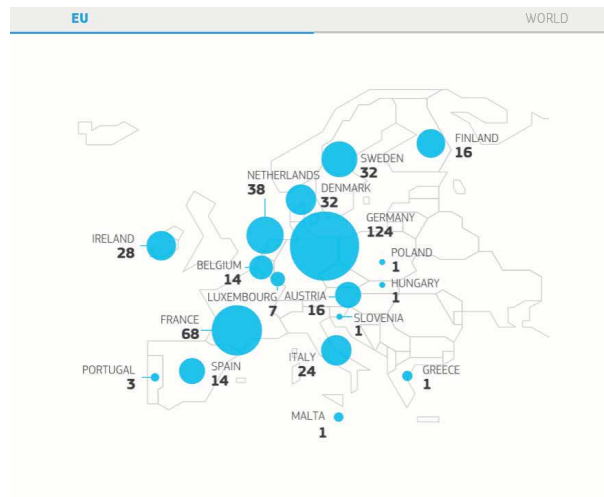 EU WORLD
FINLAND
16
SWEDEN
32
NETHERLANDS
38
DENMARK
32
GERMANY
124
IRELAND
28
POLAND
1
BELGIUM
14
HUNGARY
1
LUXEMBOURG
7
AUSTRIA
16
SLOVENIA
1
FRANCE
68
ITALY
24
PORTUGAL
3
SPAIN
14
GREECE
1
MALTA
1